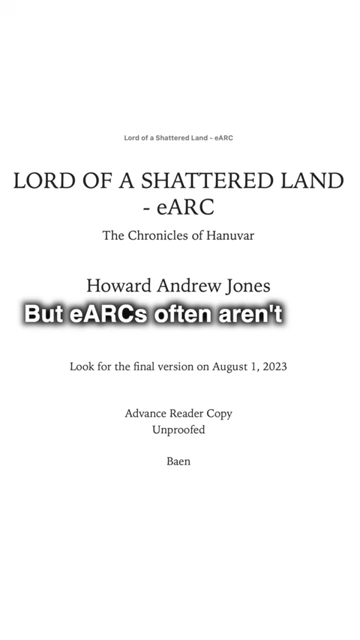 Lord of a Shattered Land - eARC
LORD OF A SHATTERED LAND
- eARC
The Chronicles of Hanuvar
Howard Andrew Jones
But eARCs often aren't
Look for the final version on August 1, 2023
Advance Reader Copy
Unproofed
Baen